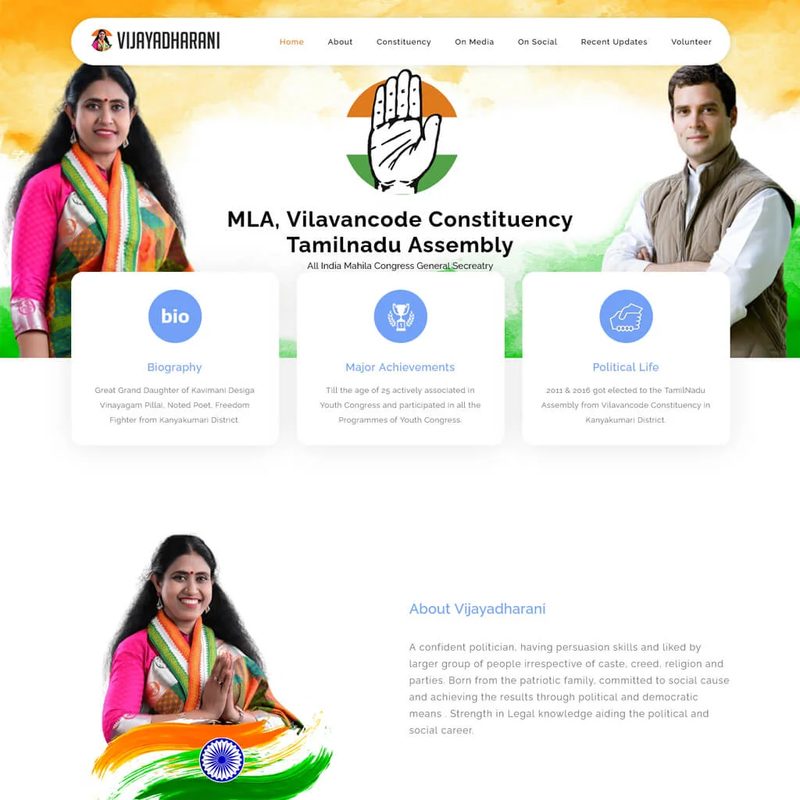 VIJAYADHARANI
Home About Constituency On Media On Social Recent Updates Volunteer
MLA, Vilavancode Constituency
Tamilnadu Assembly
All India Mahila Congress General Secreatry
bio
Biography
Great Grand Daughter of Kavimani Desiga
Vinayagam Pillai, Noted Poet, Freedom
Fighter from Kanyakumari District
Major Achievements
Till the age of 25 actively associated in
Youth Congress and participated in all the
Programmes of Youth Congress.
Political Life
2011 & 2016 got elected to the TamilNadu
Assembly from Vilavancode Constituency in
Kanyakumari District.
About Vijayadharani
A confident politician, having persuasion skills and liked by
larger group of people irrespective of caste, creed, religion and
parties. Born from the patriotic family, committed to social cause
and achieving the results through political and democratic
means . Strength in Legal knowledge aiding the political and
social career.